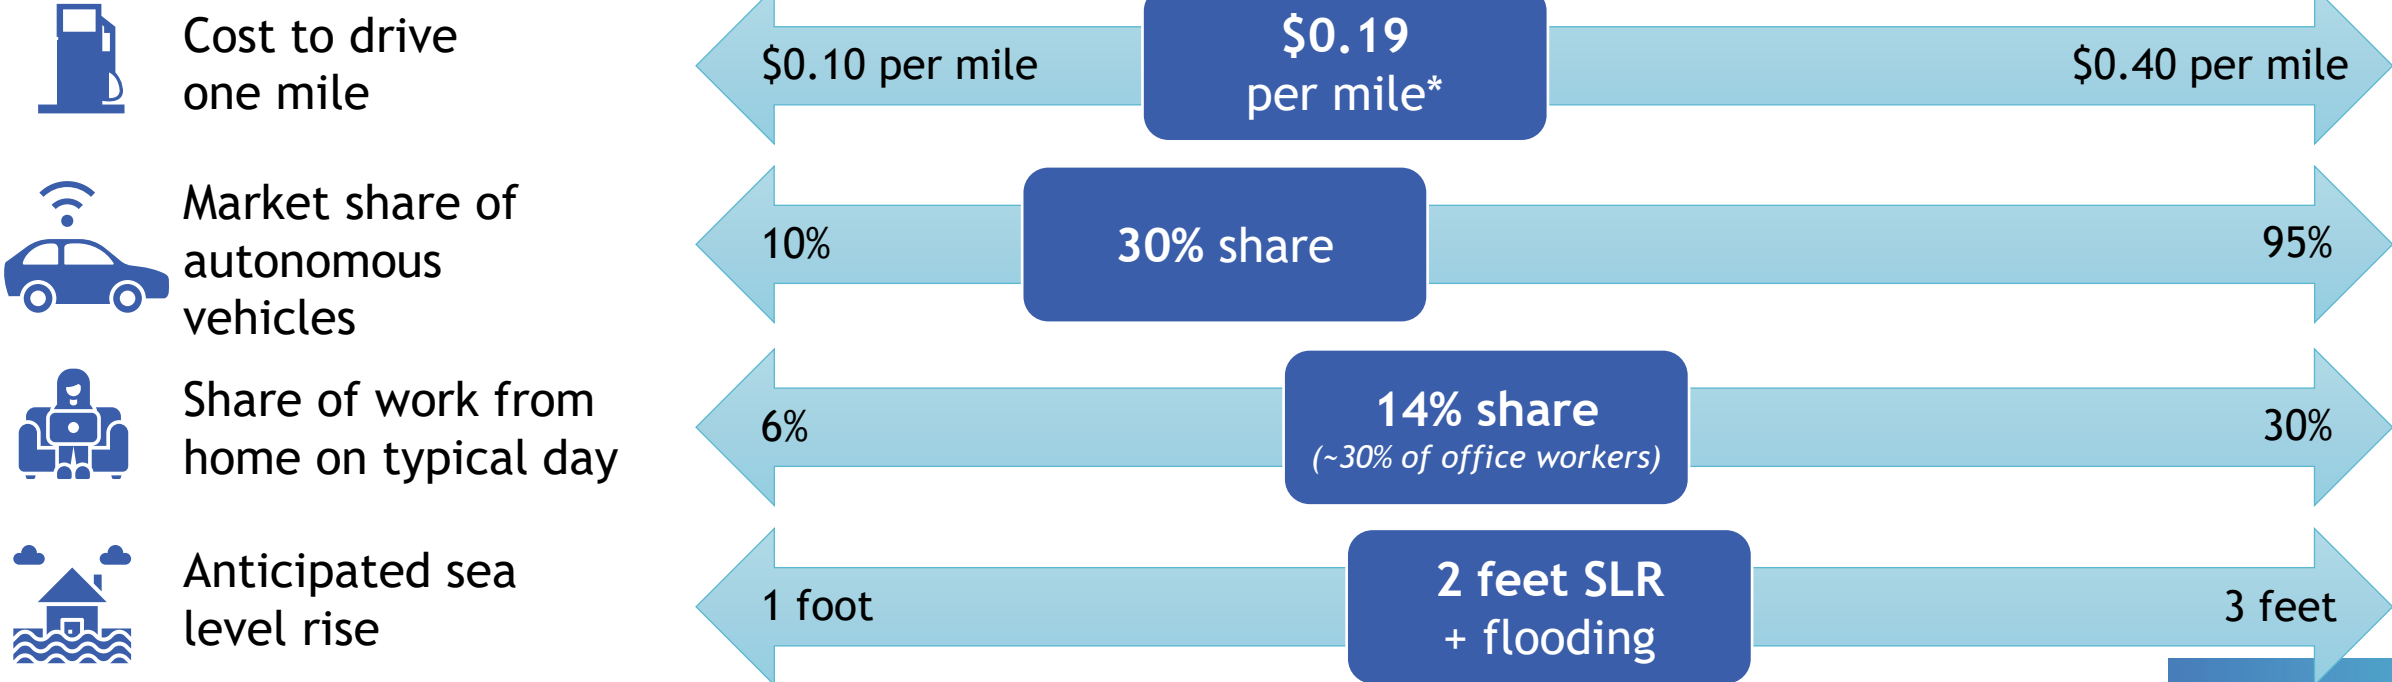 Cost to drive
one mile
$0.10 per mile
$0.19
per mile*
$0.40 per mile
Market share of
autonomous
vehicles
10%
30% share
95%
Share of work from
home on typical day
6%
14% share
(~30% of office workers)
30%
Anticipated sea
level rise
1 foot
2 feet SLR
+ flooding
3 feet